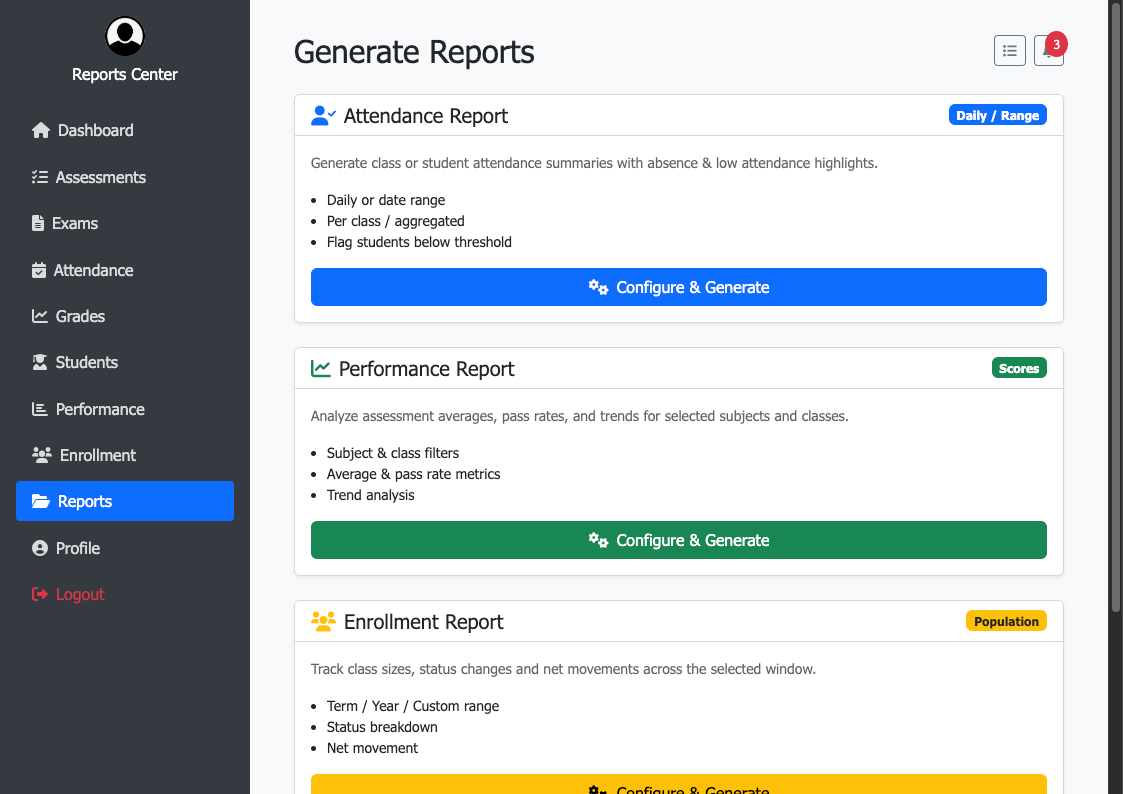 Reports Center
Dashboard
Assessments
Exams
Attendance
Grades
Students
Performance
Enrollment
Reports
Profile
Logout
Generate Reports
3
Attendance Report
Daily / Range
Generate class or student attendance summaries with absence & low attendance highlights.
Daily or date range
Per class / aggregated
Flag students below threshold
Configure & Generate
Performance Report
Scores
Analyze assessment averages, pass rates, and trends for selected subjects and classes.
Subject & class filters
Average & pass rate metrics
Trend analysis
Configure & Generate
Enrollment Report
Population
Track class sizes, status changes and net movements across the selected window.
Term / Year / Custom range
Status breakdown
Net movement
Configure & Generate